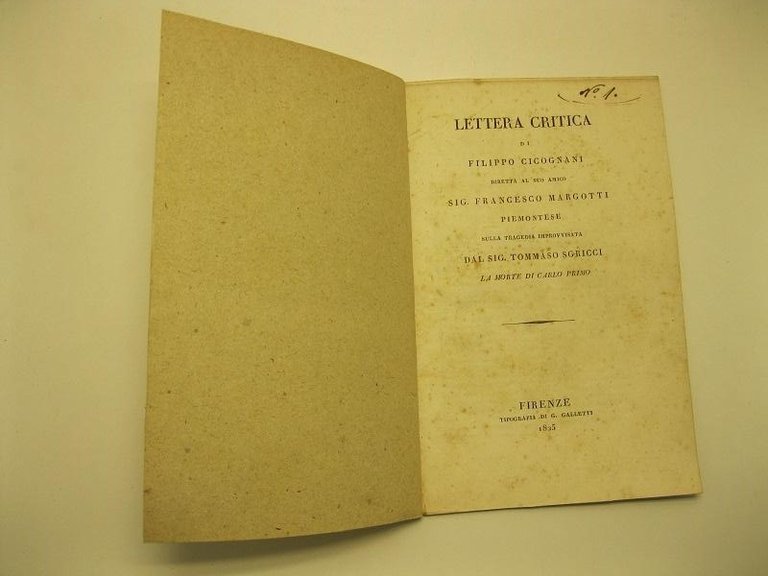 N.º 1.
LETTERA CRITICA
DI
FILIPPO CICOGNANI
DIRETTA AL SUO AMICO
SIG. FRANCESCO MARGOTTI
PIEMONTESE
SULLA TRAGEDIA IMPROVVISATA
DAL SIG. TOMMASO SGRICCI
LA MORTE DI CARLO PRIMO
FIRENZE
TIPOGRAFIA DI G. GALLETTI
1825